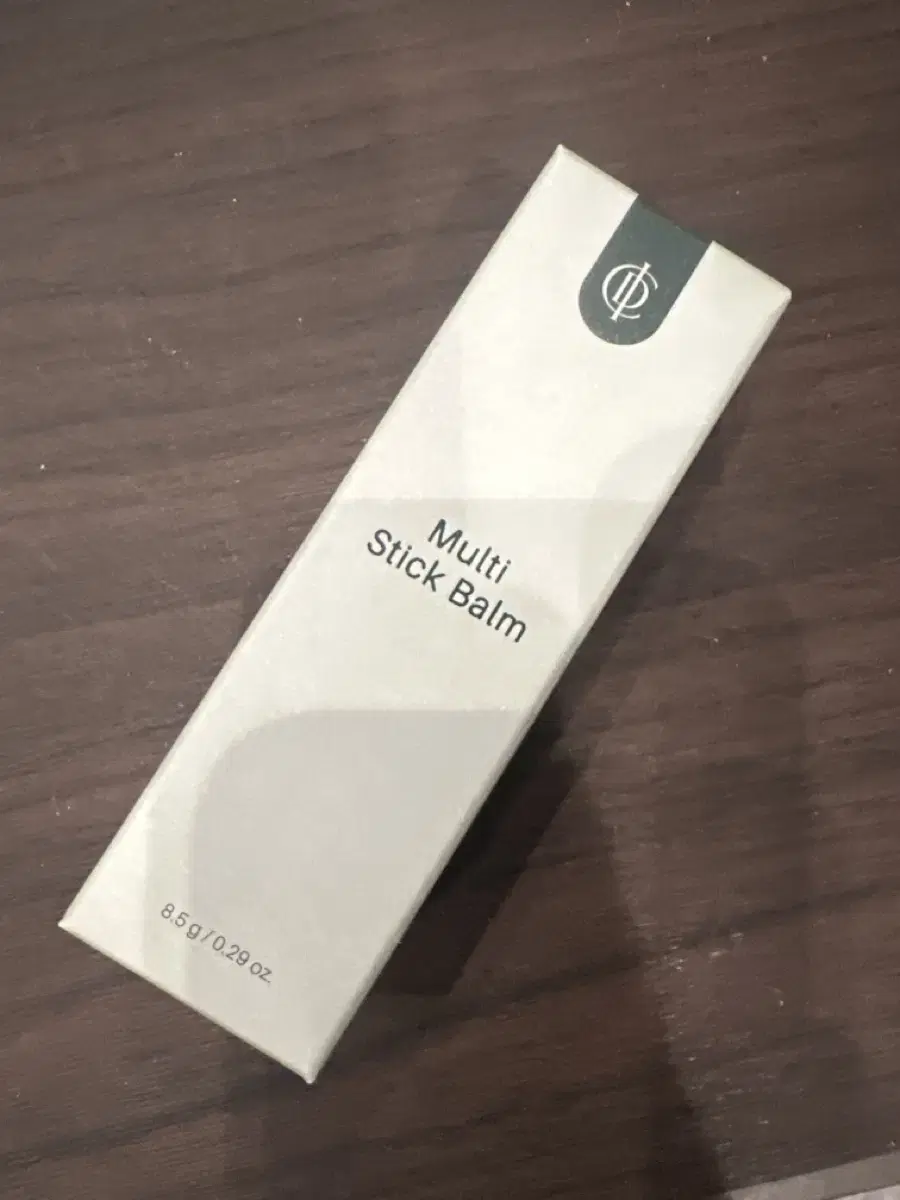 Multi
Stick Balm
8.5 g / 0.29 oz.